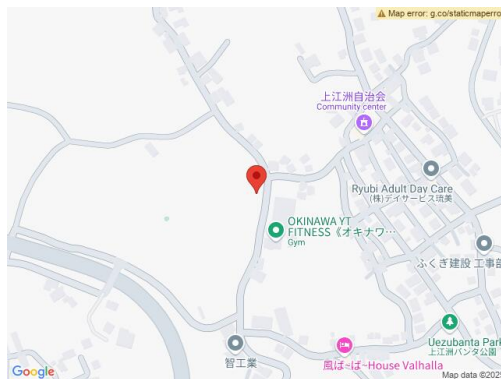 ⚠ Map error: g.co/staticmaperro
上江洲自治会
Community center
Ryubi Adult Day Care
(株)デイサービス琉美
OKINAWA YT
FITNESS《オキナワ…
Gym
ふくぎ建設 工事部
Uezubanta Park
上江洲バンタ公園
智工業
風ば-ば-House Valhalla
Google
Map data ©2025